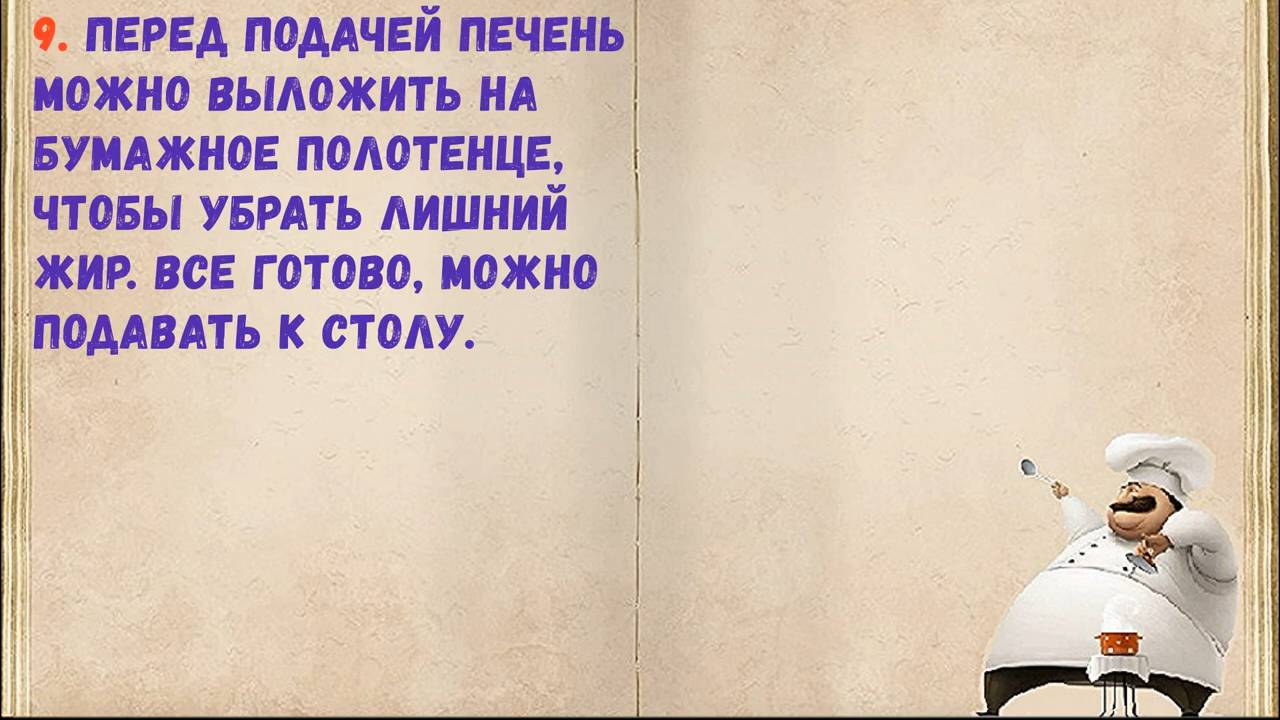 9. ПЕРЕД ПОДАЧЕЙ ПЕЧЕНЬ
МОЖНО ВЫЛОЖИТЬ НА
БУМАЖНОЕ ПОЛОТЕНЦЕ,
ЧТОБЫ УБРАТЬ ЛИШНИЙ
ЖИР. ВСЕ ГОТОВО, МОЖНО
ПОДАВАТЬ К СТОЛУ.